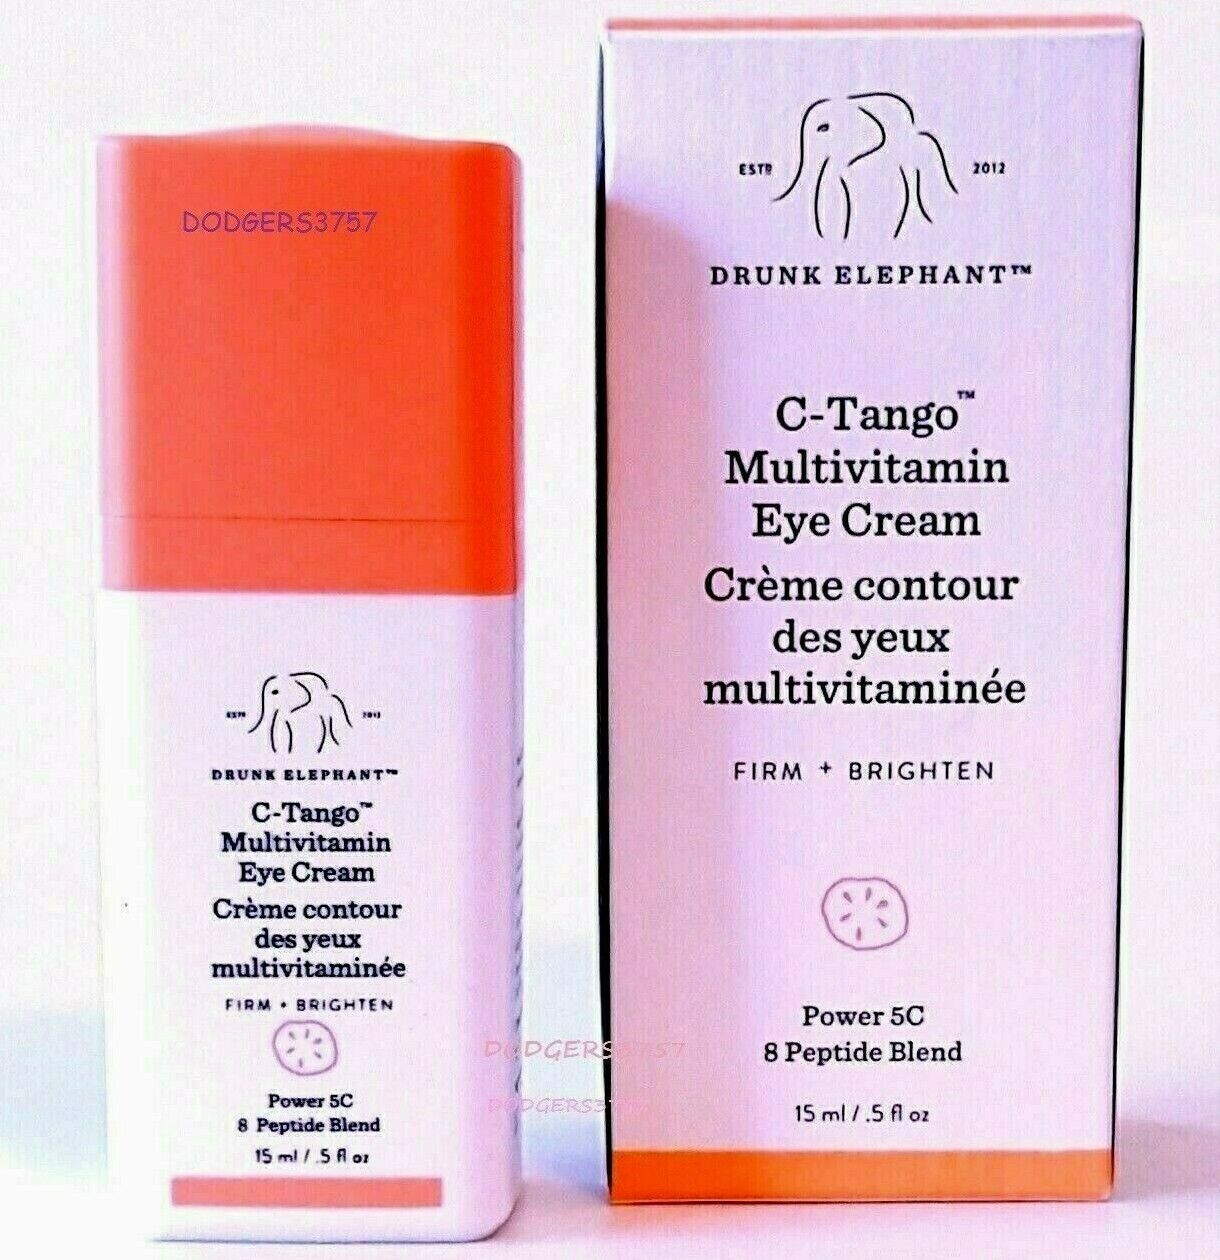 DODGERS3757
ESTD 2012
DRUNK ELEPHANT™
C-Tango™
Multivitamin
Eye Cream
Crème contour
des yeux
multivitaminée
FIRM + BRIGHTEN
Power 5C
8 Peptide Blend
15 ml / .5 fl oz
ESTD 2012
DRUNK ELEPHANT™
C-Tango™
Multivitamin
Eye Cream
Crème contour
des yeux
multivitaminée
FIRM + BRIGHTEN
Power 5C
8 Peptide Blend
15 ml / .5 fl oz
DODGERS3757
DODGERS3757